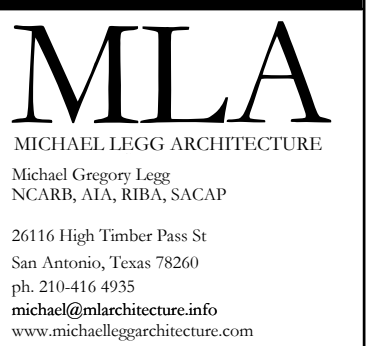 MLA
MICHAEL LEGG ARCHITECTURE
Michael Gregory Legg
NCARB, AIA, RIBA, SACAP
26116 High Timber Pass St
San Antonio, Texas 78260
ph. 210-416 4935
michael@mlarchitecture.info
www.michaelleggarchitecture.com